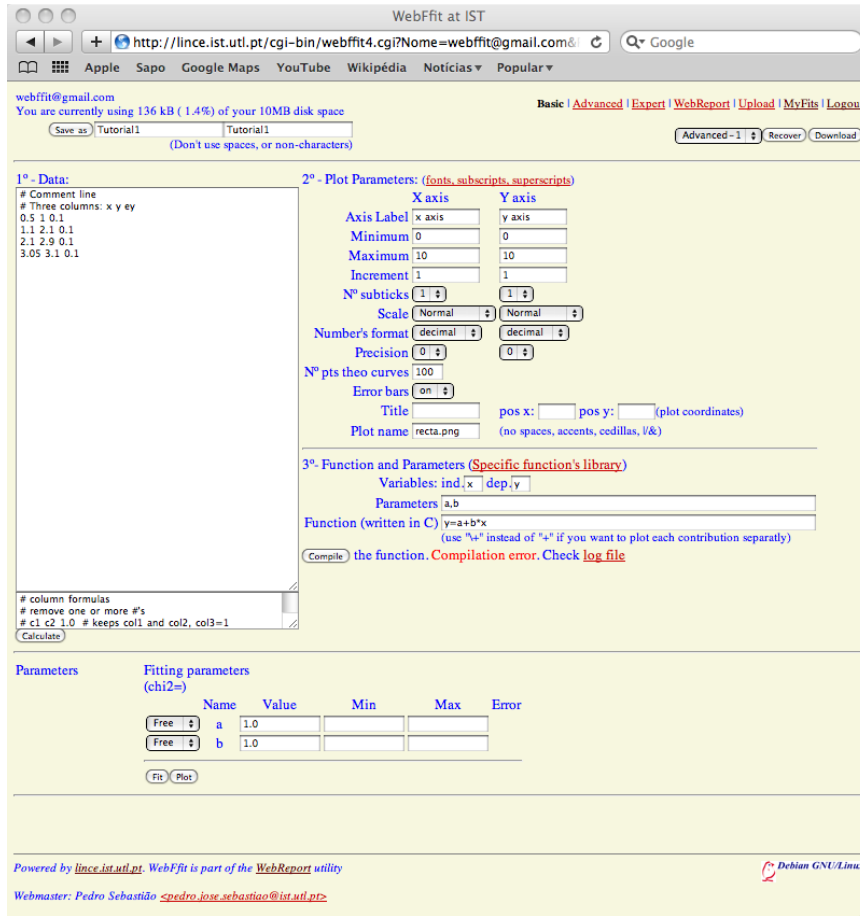 WebFfit at IST
http://lince.ist.utl.pt/cgi-bin/webffit4.cgi?Nome=webffit@gmail.com& Google
Apple Sapo Google Maps YouTube Wikipédia Notícias Popular
webffit@gmail.com
You are currently using 136 kB ( 1.4%) of your 10MB disk space
Basic | Advanced | Expert | WebReport | Upload | MyFits | Logou
Save as Tutorial1 Tutorial1
(Don't use spaces, or non-characters)
Advanced-1 Recover Download
1º - Data:
# Comment line
# Three columns: x y ey
0.5 1 0.1
1.1 2.1 0.1
2.1 2.9 0.1
3.05 3.1 0.1
# column formulas
# remove one or more #'s
# c1 c2 1.0 # keeps col1 and col2, col3=1
Calculate
2º - Plot Parameters: (fonts, subscripts, superscripts)
X axis Y axis
Axis Label x axis y axis
Minimum 0 0
Maximum 10 10
Increment 1 1
Nº subticks 1 1
Scale Normal Normal
Number's format decimal decimal
Precision 0 0
Nº pts theo curves 100
Error bars on
Title pos x: pos y: (plot coordinates)
Plot name recta.png (no spaces, accents, cedillas, \/&)
3º- Function and Parameters (Specific function's library)
Variables: ind. x dep. y
Parameters a,b
Function (written in C) y=a+b*x
(use "\+" instead of "+" if you want to plot each contribution separatly)
Compile the function. Compilation error. Check log file
Parameters Fitting parameters
(chi2=)
Name Value Min Max Error
Free a 1.0
Free b 1.0
Fit Plot
Powered by lince.ist.utl.pt. WebFfit is part of the WebReport utility
Debian GNU/Linux
Webmaster: Pedro Sebastião <pedro.jose.sebastiao@ist.utl.pt>